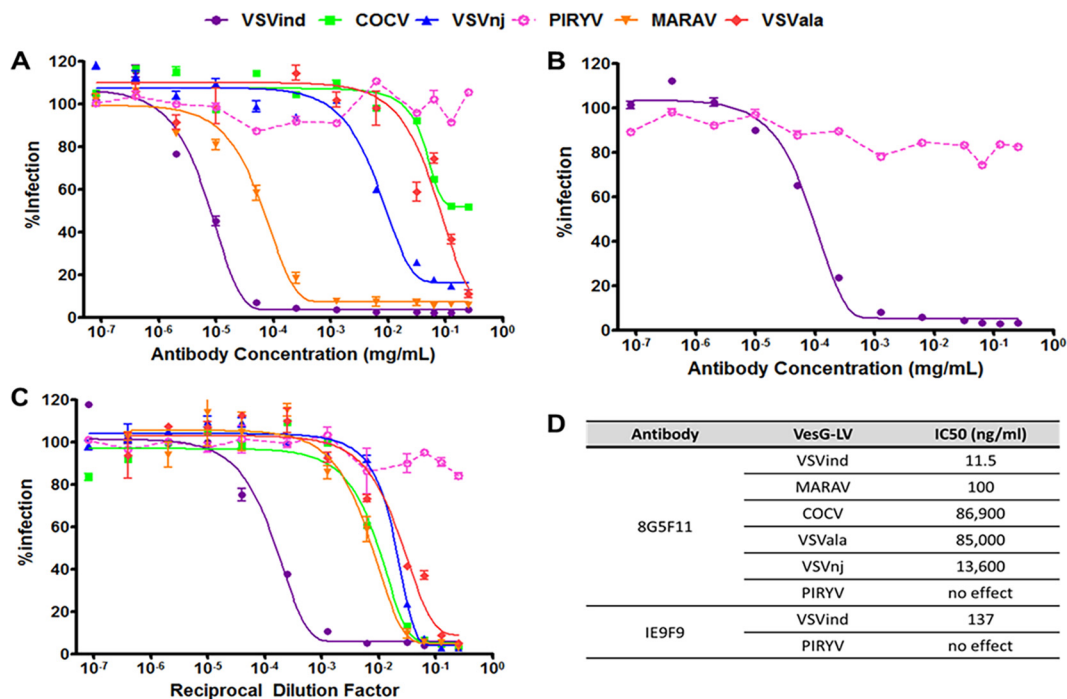 VSVind COCV VSVnj PIRYV MARAV VSVala
A
120
100
80
60
40
20
0
%Infection
10-7 10-6 10-5 10-4 10-3 10-2 10-1 100
Antibody Concentration (mg/mL)
B
120
100
80
60
40
20
0
%infection
10-7 10-6 10-5 10-4 10-3 10-2 10-1 100
Antibody Concentration (mg/mL)
C
120
100
80
60
40
20
0
%infection
10-7 10-6 10-5 10-4 10-3 10-2 10-1 100
Reciprocal Dilution Factor
D
Antibody VesG-LV IC50 (ng/ml)
8G5F11
VSVind 11.5
MARAV 100
COCV 86,900
VSVala 85,000
VSVnj 13,600
PIRYV no effect
IE9F9
VSVind 137
PIRYV no effect